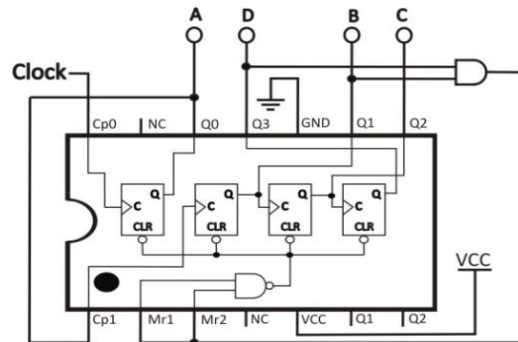 A D B C
Clock
Cp0 NC Q0 Q3 GND Q1 Q2
Q Q Q Q
C C C C
CLR CLR CLR CLR
VCC
Cp1 Mr1 Mr2 NC VCC Q1 Q2